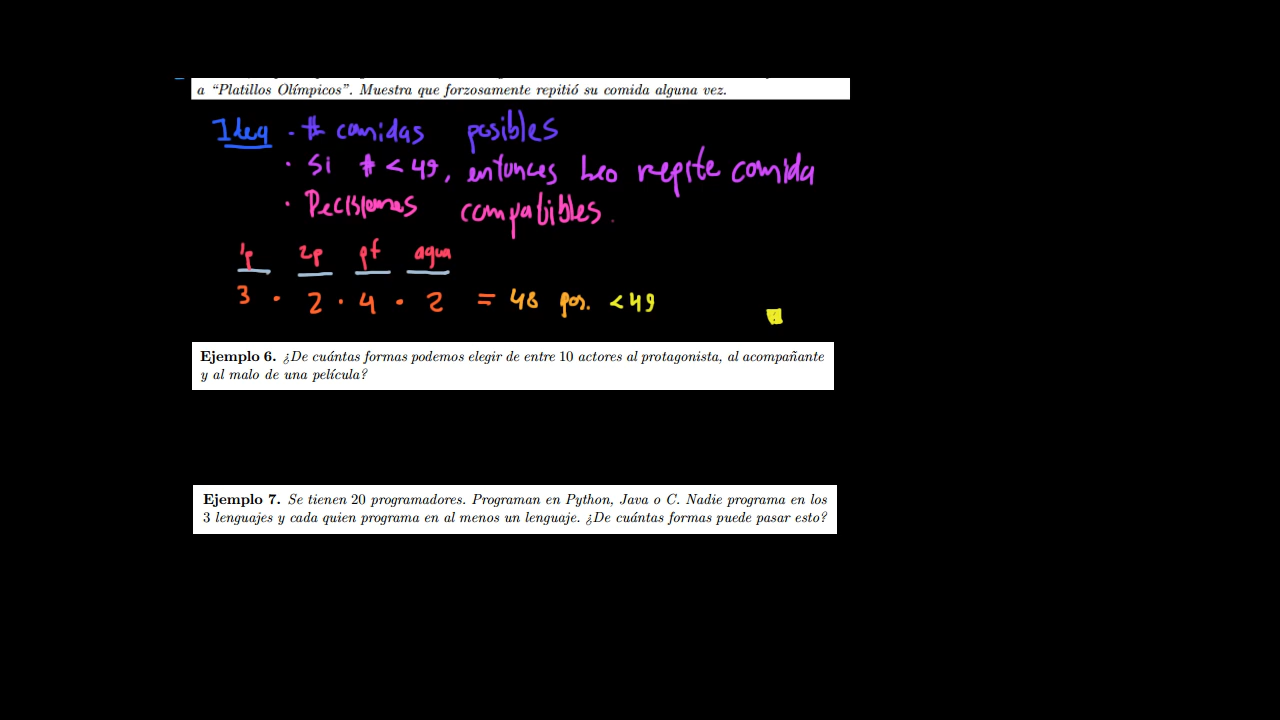 a “Platillos Olímpicos”. Muestra que forzosamente repitió su comida alguna vez.
Idea - # comidas posibles
· Si # < 49, entonces Leo repite comida
· Decisiones compatibles.
1p 2p pf agua
3 · 2 · 4 · 2 = 48 pos. < 49
Ejemplo 6. ¿De cuántas formas podemos elegir de entre 10 actores al protagonista, al acompañante
y al malo de una película?
Ejemplo 7. Se tienen 20 programadores. Programan en Python, Java o C. Nadie programa en los
3 lenguajes y cada quien programa en al menos un lenguaje. ¿De cuántas formas puede pasar esto?